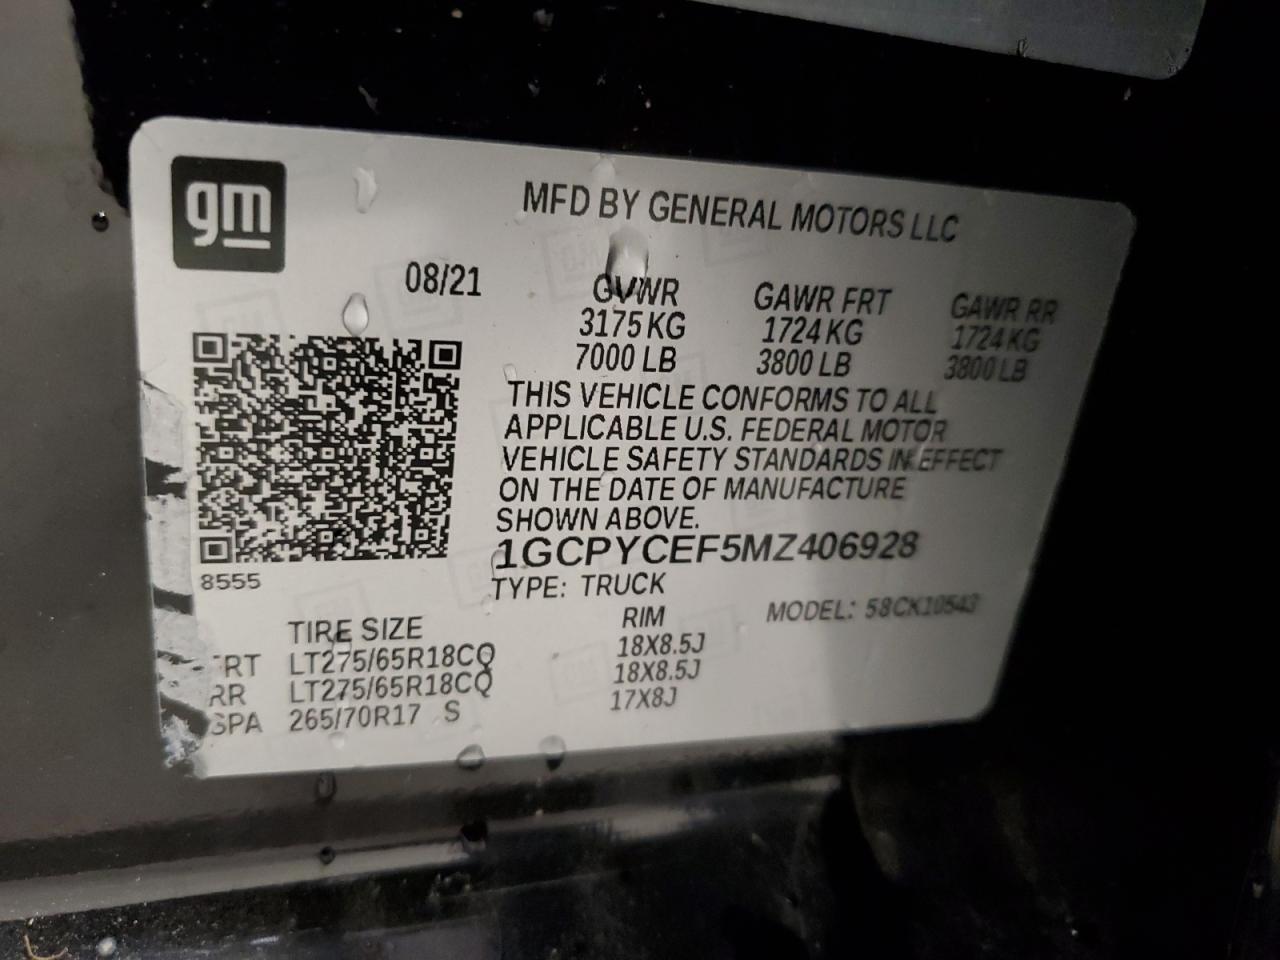 gm
MFD BY GENERAL MOTORS LLC
08/21
GVWR GAWR FRT GAWR RR
3175 KG 1724 KG 1724 KG
7000 LB 3800 LB 3800 LB
THIS VEHICLE CONFORMS TO ALL
APPLICABLE U.S. FEDERAL MOTOR
VEHICLE SAFETY STANDARDS IN EFFECT
ON THE DATE OF MANUFACTURE
SHOWN ABOVE.
1GCPYCEF5MZ406928
8555
TYPE: TRUCK
MODEL: 58CK10543
TIRE SIZE RIM
FRT LT275/65R18CQ 18X8.5J
RR LT275/65R18CQ 18X8.5J
SPA 265/70R17 S 17X8J